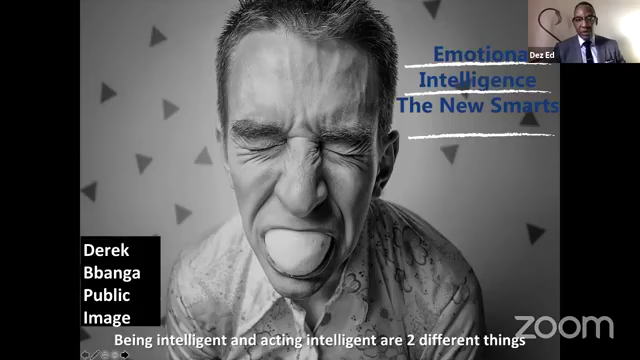 Emotiona
Intelligence
The New Smarts
Dez Ed
Derek
Bbanga
Public
Image
Being intelligent and acting intelligent are 2 different things
zoom